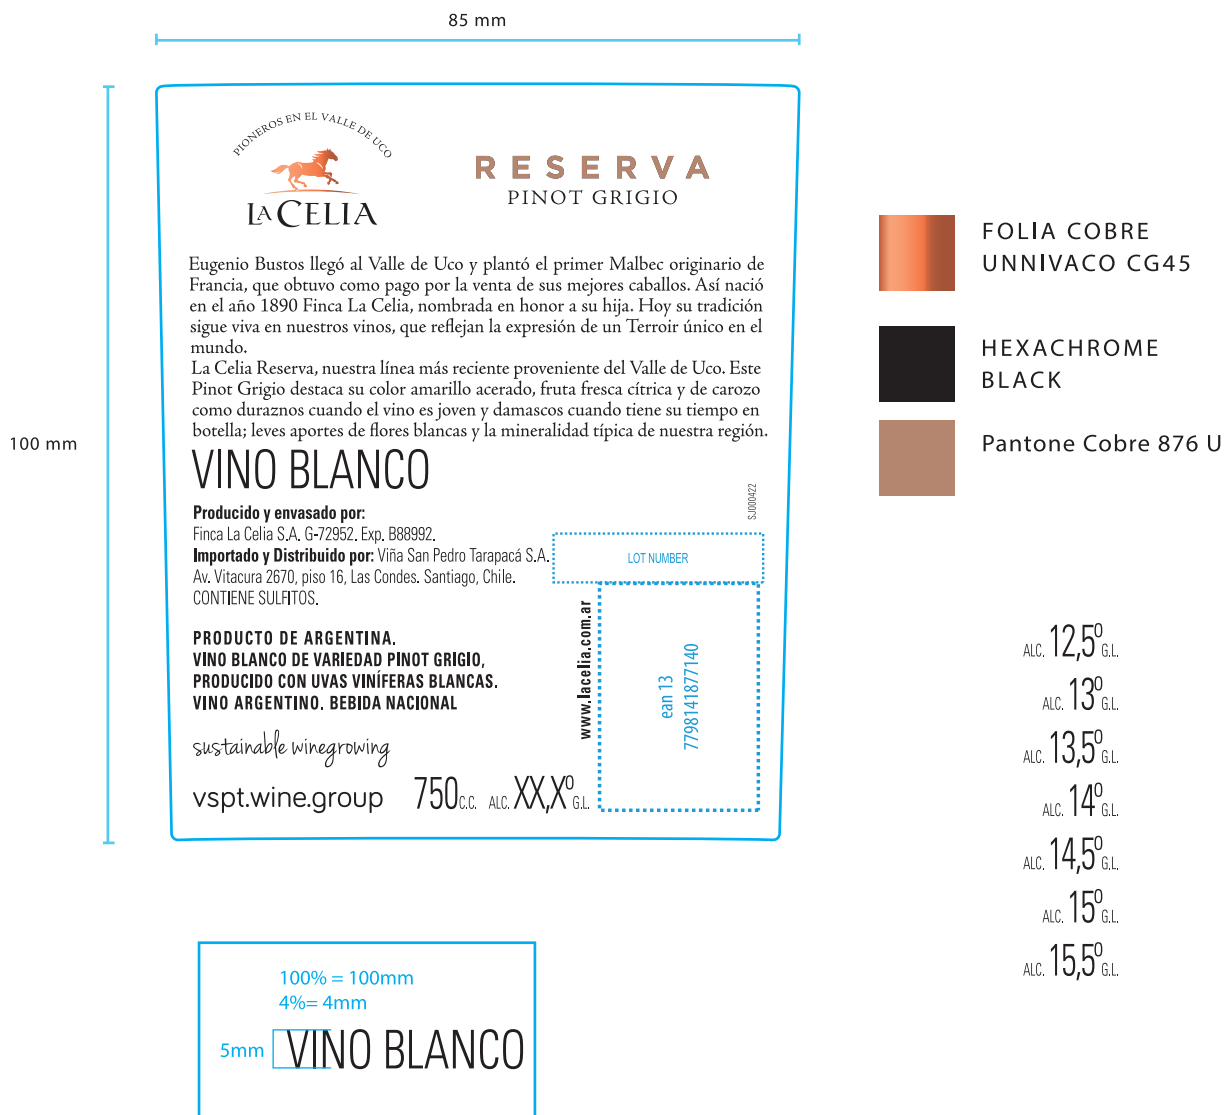 85 mm
100 mm
PIONEROS EN EL VALLE DE UCO
LA CELIA
RESERVA
PINOT GRIGIO
Eugenio Bustos llegó al Valle de Uco y plantó el primer Malbec originario de
Francia, que obtuvo como pago por la venta de sus mejores caballos. Así nació
en el año 1890 Finca La Celia, nombrada en honor a su hija. Hoy su tradición
sigue viva en nuestros vinos, que reflejan la expresión de un Terroir único en el
mundo.
La Celia Reserva, nuestra línea más reciente proveniente del Valle de Uco. Este
Pinot Grigio destaca su color amarillo acerado, fruta fresca cítrica y de carozo
como duraznos cuando el vino es joven y damascos cuando tiene su tiempo en
botella; leves aportes de flores blancas y la mineralidad típica de nuestra región.
VINO BLANCO
Producido y envasado por:
Finca La Celia S.A. G-72952. Exp. B88992.
Importado y Distribuido por: Viña San Pedro Tarapacá S.A.
Av. Vitacura 2670, piso 16, Las Condes. Santiago, Chile.
CONTIENE SULFITOS.
PRODUCTO DE ARGENTINA.
VINO BLANCO DE VARIEDAD PINOT GRIGIO,
PRODUCIDO CON UVAS VINÍFERAS BLANCAS.
VINO ARGENTINO. BEBIDA NACIONAL
sustainable winegrowing
vspt.wine.group
750 C.C. ALC. XX,Xº G.L.
SJ000422
LOT NUMBER
www.lacelia.com.ar
ean 13
7798141877140
FOLIA COBRE
UNNIVACO CG45
HEXACHROME
BLACK
Pantone Cobre 876 U
ALC. 12,5º G.L.
ALC. 13º G.L.
ALC. 13,5º G.L.
ALC. 14º G.L.
ALC. 14,5º G.L.
ALC. 15º G.L.
ALC. 15,5º G.L.
100% = 100mm
4%= 4mm
5mm
VINO BLANCO